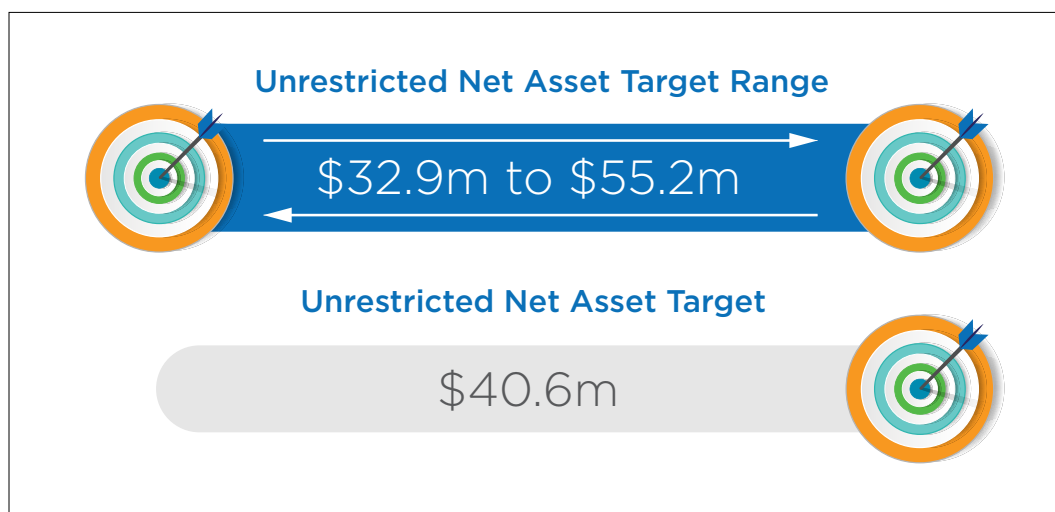 Unrestricted Net Asset Target Range
$32.9m to $55.2m
Unrestricted Net Asset Target
$40.6m